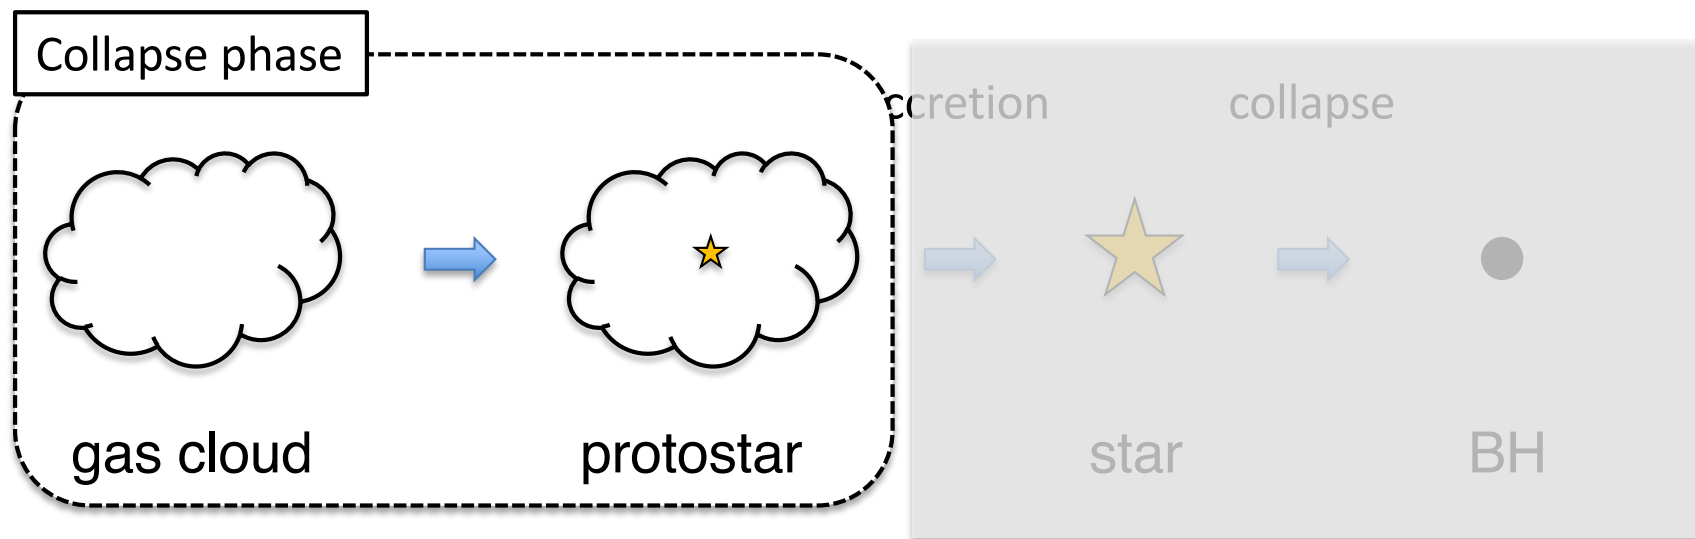 Collapse phase
ccretion
collapse
gas cloud
protostar
star
BH